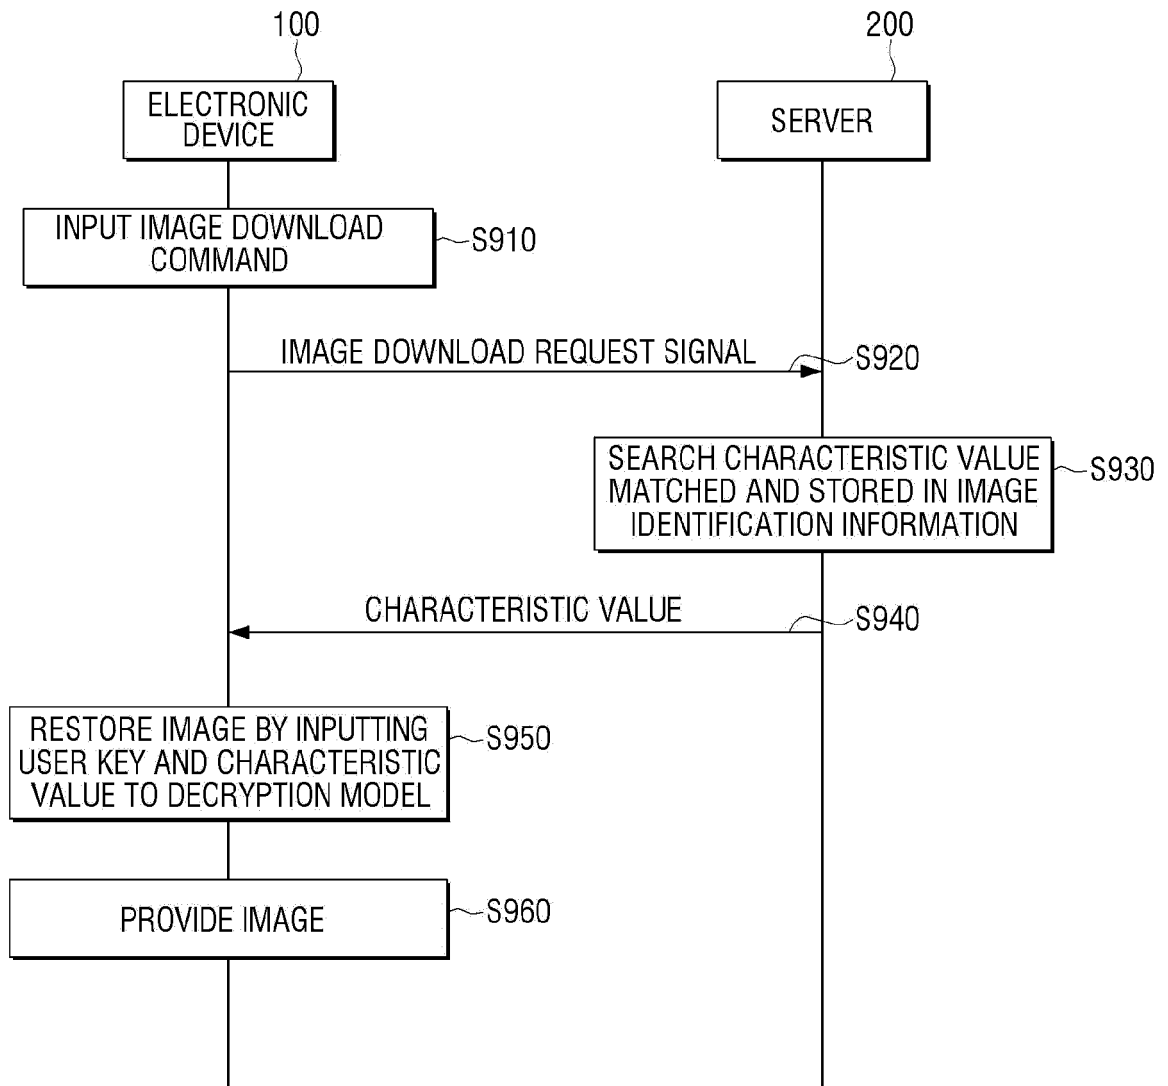 100
200
ELECTRONIC
DEVICE
SERVER
INPUT IMAGE DOWNLOAD
COMMAND
S910
IMAGE DOWNLOAD REQUEST SIGNAL
S920
SEARCH CHARACTERISTIC VALUE
MATCHED AND STORED IN IMAGE
IDENTIFICATION INFORMATION
S930
CHARACTERISTIC VALUE
S940
RESTORE IMAGE BY INPUTTING
USER KEY AND CHARACTERISTIC
VALUE TO DECRYPTION MODEL
S950
PROVIDE IMAGE
S960